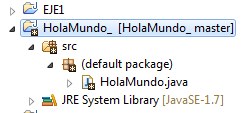 EJE1
HolaMundo_ [HolaMundo_ master]
src
(default package)
HolaMundo.java
JRE System Library [JavaSE-1.7]